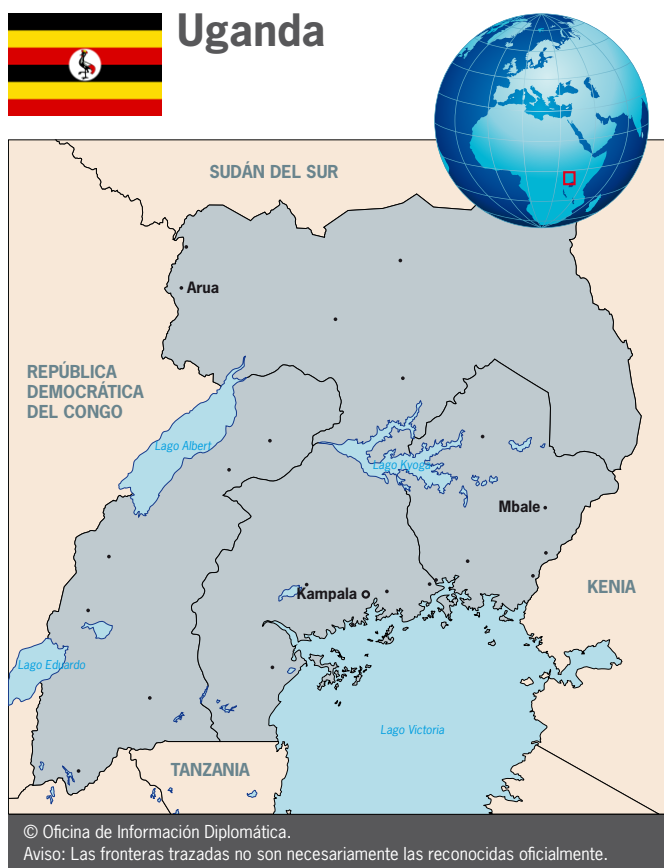 Uganda
SUDÁN DEL SUR
Arua
REPÚBLICA
DEMOCRÁTICA
DEL CONGO
Lago Albert
Lago Kyoga
Mbale
Kampala
KENIA
Lago Eduardo
Lago Victoria
TANZANIA
© Oficina de Información Diplomática.
Aviso: Las fronteras trazadas no son necesariamente las reconocidas oficialmente.